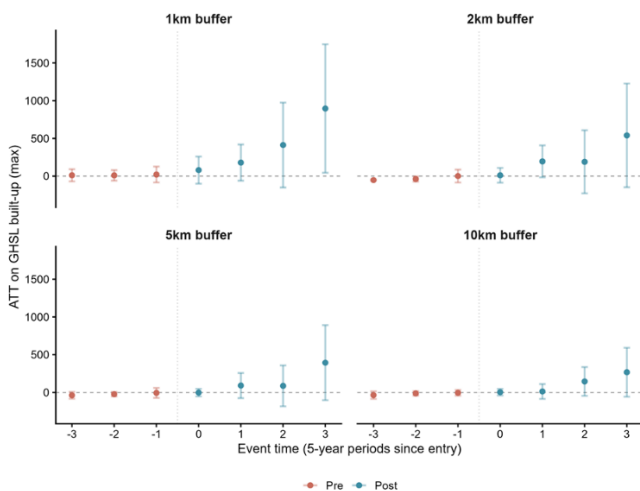 1km buffer
2km buffer
1500
1000
500
0
5km buffer
10km buffer
1500
1000
500
0
ATT on GHSL built-up (max)
-3 -2 -1 0 1 2 3
-3 -2 -1 0 1 2 3
Event time (5-year periods since entry)
Pre Post